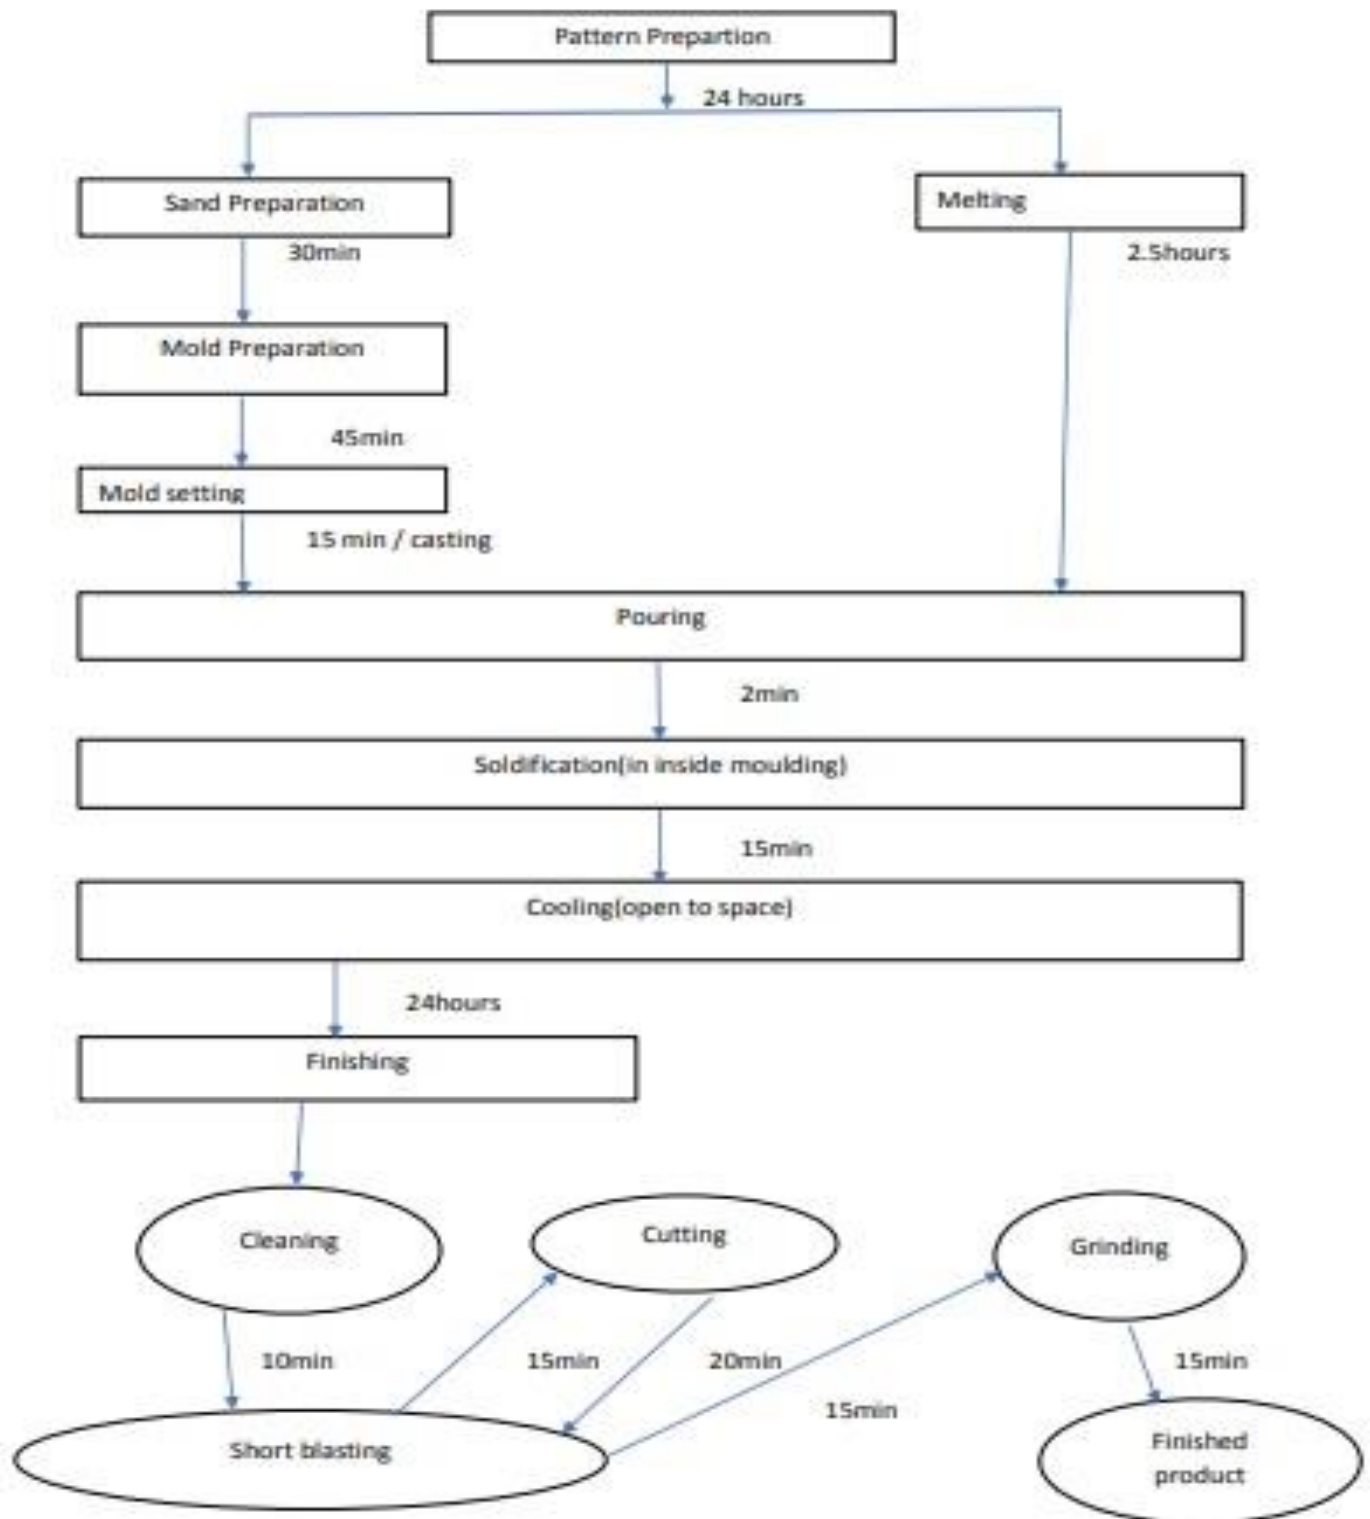 Pattern Prepartion
24 hours
Sand Preparation
Melting
30min
2.5hours
Mold Preparation
45min
Mold setting
15 min / casting
Pouring
2min
Soldification(in inside moulding)
15min
Cooling(open to space)
24hours
Finishing
Cleaning
Cutting
Grinding
10min
15min
20min
15min
15min
Short blasting
Finished
product